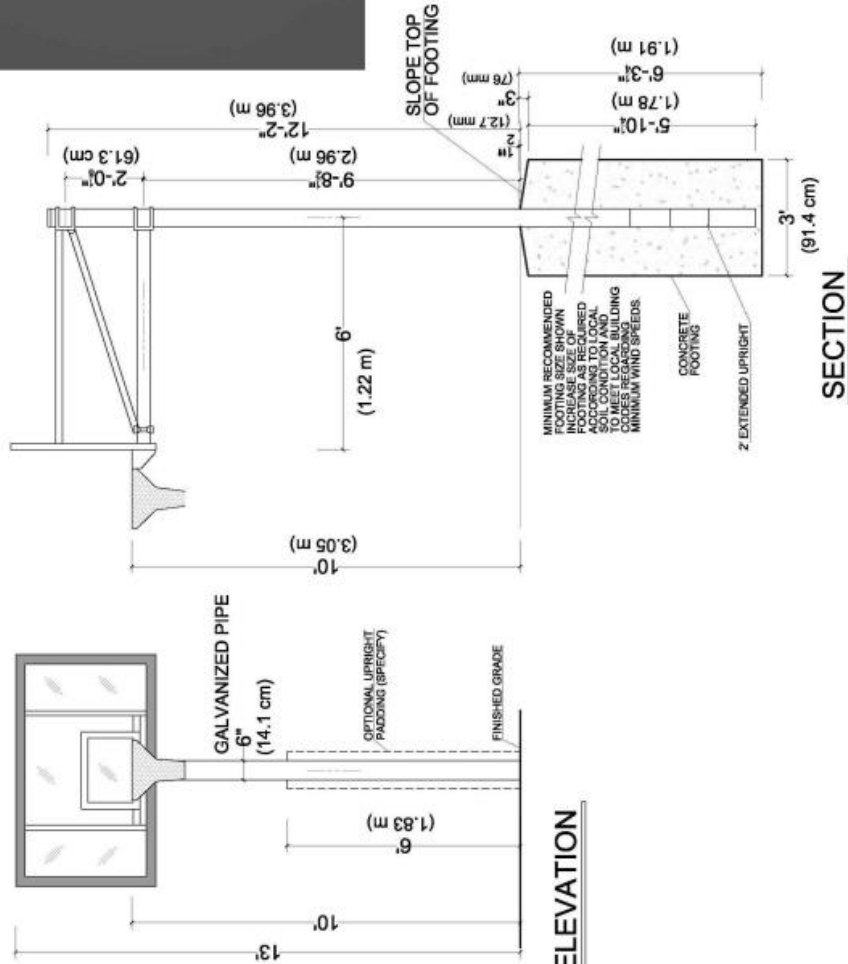 GALVANIZED PIPE
6"
(14.1 cm)
OPTIONAL UPRIGHT
PADDING (SPECIFY)
FINISHED GRADE
6'
(1.83 m)
10'
13'
ELEVATION
12'-2"
(3.96 m)
2'-0⅛"
(61.3 cm)
9'-8½"
(2.96 m)
6'
(1.22 m)
10'
(3.05 m)
SLOPE TOP
OF FOOTING
3"
(76 mm)
1"
2
(12.7 mm)
6'-3¼"
(1.91 m)
5'-10¼"
(1.78 m)
MINIMUM RECOMMENDED
FOOTING SIZE SHOWN
INCREASE SIZE OF
FOOTING AS REQUIRED
ACCORDING TO LOCAL
SOIL CONDITION AND
TO MEET LOCAL BUILDING
CODES REGARDING
MINIMUM WIND SPEEDS.
CONCRETE
FOOTING
2' EXTENDED UPRIGHT
3'
(91.4 cm)
SECTION